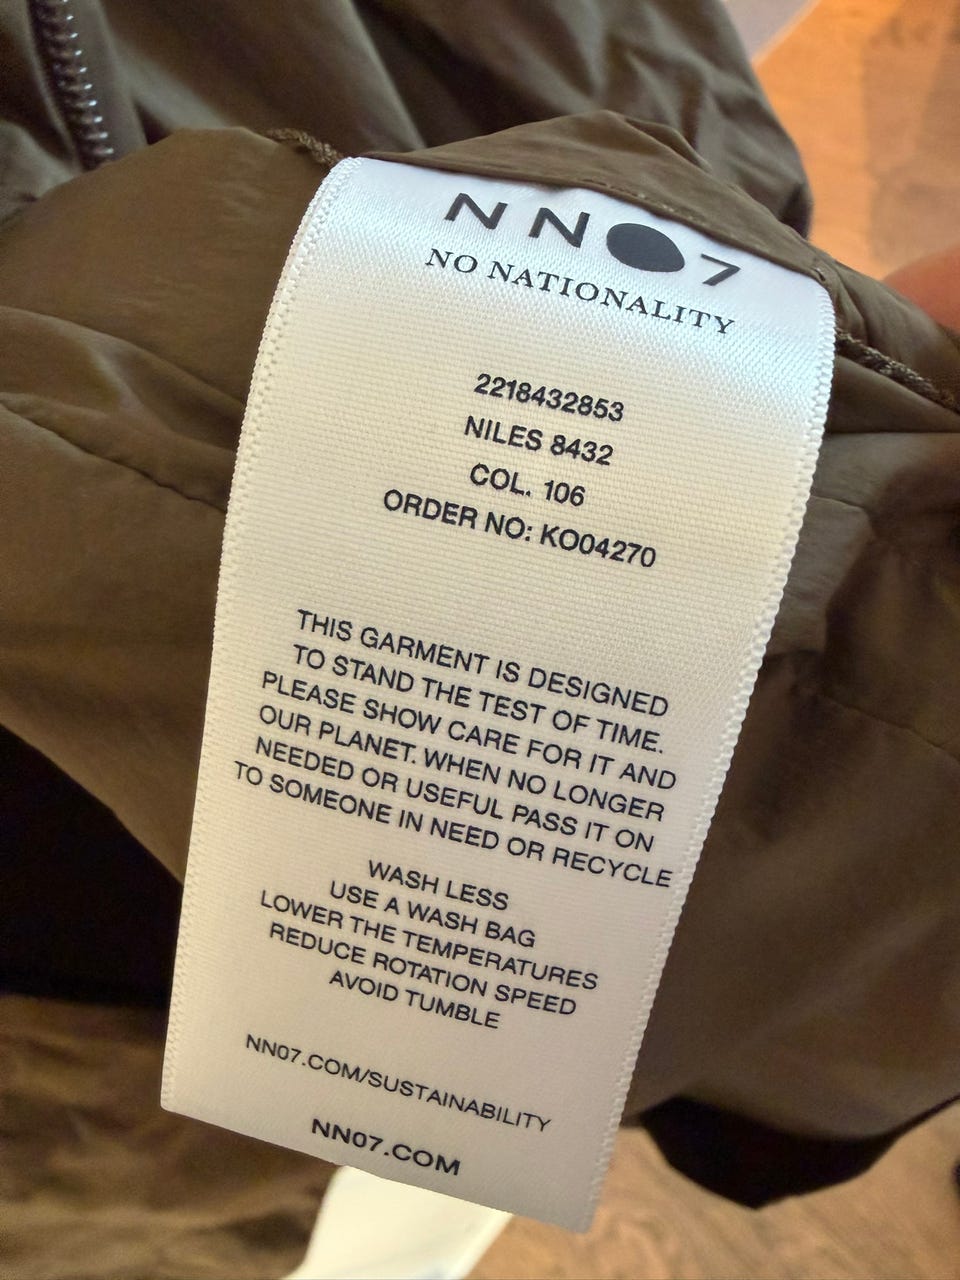 NN●7
NO NATIONALITY
2218432853
NILES 8432
COL. 106
ORDER NO: KO04270
THIS GARMENT IS DESIGNED
TO STAND THE TEST OF TIME.
PLEASE SHOW CARE FOR IT AND
OUR PLANET. WHEN NO LONGER
NEEDED OR USEFUL PASS IT ON
TO SOMEONE IN NEED OR RECYCLE
WASH LESS
USE A WASH BAG
LOWER THE TEMPERATURES
REDUCE ROTATION SPEED
AVOID TUMBLE
NN07.COM/SUSTAINABILITY
NN07.COM